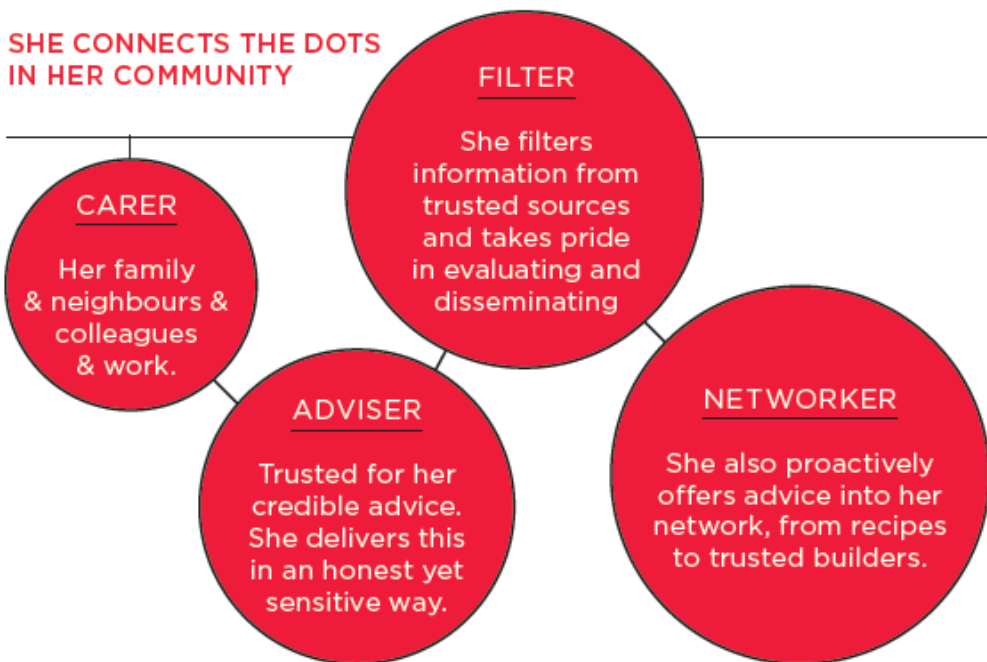 SHE CONNECTS THE DOTS
IN HER COMMUNITY
CARER
Her family
& neighbours &
colleagues
& work.
ADVISER
Trusted for her
credible advice.
She delivers this
in an honest yet
sensitive way.
FILTER
She filters
information from
trusted sources
and takes pride
in evaluating and
disseminating
NETWORKER
She also proactively
offers advice into her
network, from recipes
to trusted builders.